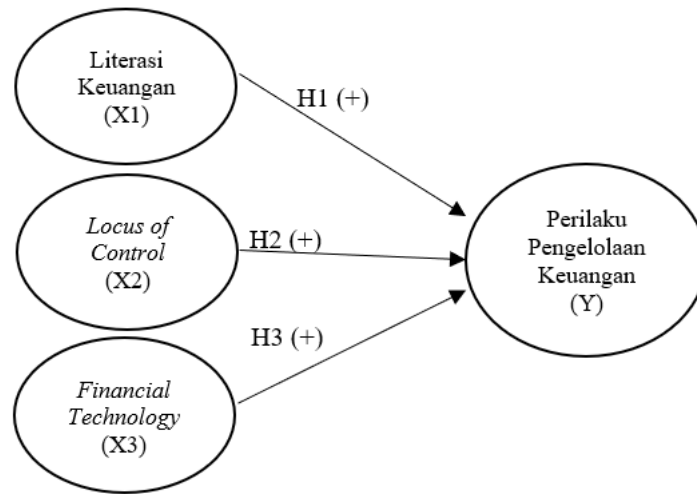 Literasi
Keuangan
(X1)
H1 (+)
Locus of
Control
(X2)
H2 (+)
Financial
Technology
(X3)
H3 (+)
Perilaku
Pengelolaan
Keuangan
(Y)